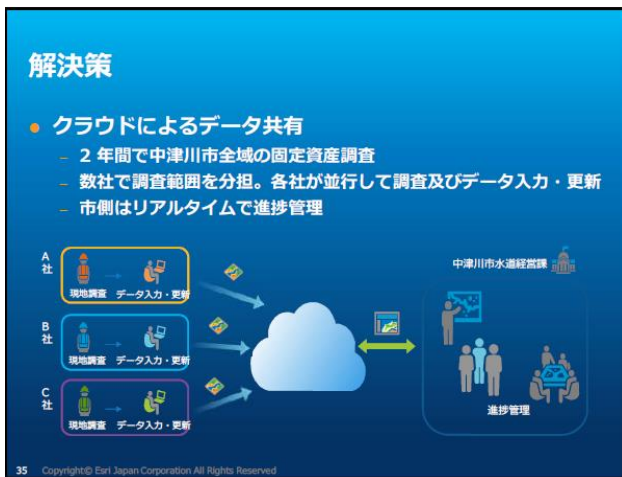 解決策
クラウドによるデータ共有
– 2 年間で中津川市全域の固定資産調査
– 数社で調査範囲を分担。各社が並行して調査及びデータ入力・更新
– 市側はリアルタイムで進捗管理
A
社
現地調査 データ入力・更新
B
社
現地調査 データ入力・更新
C
社
現地調査 データ入力・更新
中津川市水道経営課
進捗管理
35 Copyright© Esri Japan Corporation All Rights Reserved